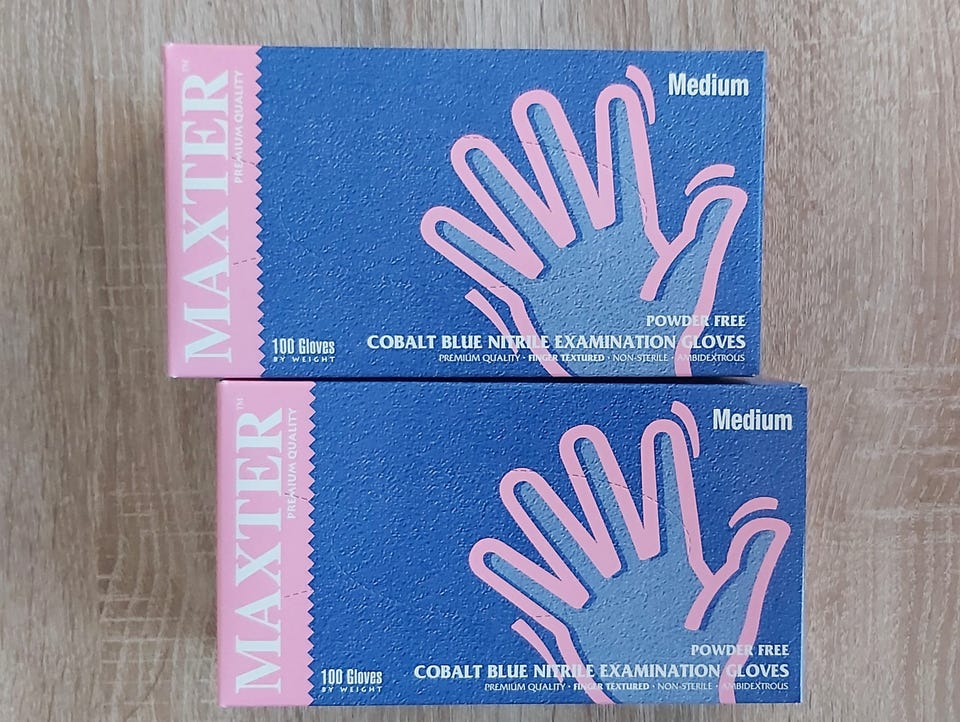 MAXTER™
PREMIUM QUALITY
Medium
POWDER FREE
100 Gloves
BY WEIGHT
COBALT BLUE NITRILE EXAMINATION GLOVES
PREMIUM QUALITY · FINGER TEXTURED · NON-STERILE · AMBIDEXTROUS
MAXTER™
PREMIUM QUALITY
Medium
POWDER FREE
100 Gloves
BY WEIGHT
COBALT BLUE NITRILE EXAMINATION GLOVES
PREMIUM QUALITY · FINGER TEXTURED · NON-STERILE · AMBIDEXTROUS